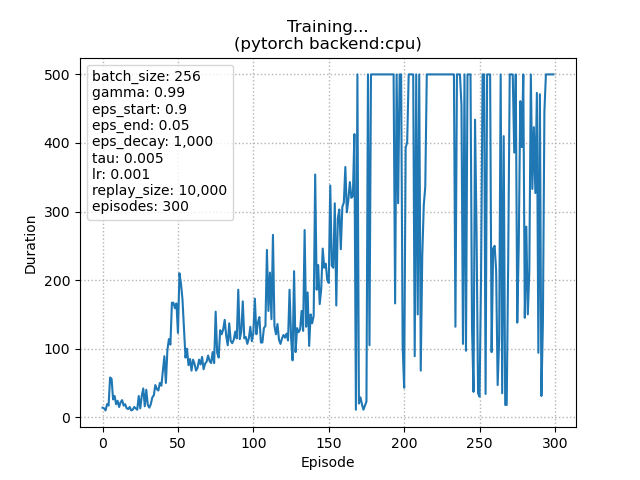 Training...
(pytorch backend:cpu)
batch_size: 256
gamma: 0.99
eps_start: 0.9
eps_end: 0.05
eps_decay: 1,000
tau: 0.005
lr: 0.001
replay_size: 10,000
episodes: 300
500
400
300
200
100
0
Duration
0 50 100 150 200 250 300
Episode